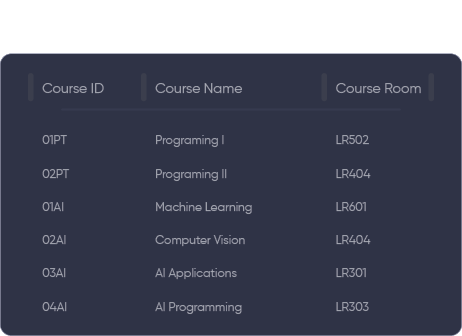 Course ID Course Name Course Room
01PT Programing I LR502
02PT Programing II LR404
01AI Machine Learning LR601
02AI Computer Vision LR404
03AI AI Applications LR301
04AI AI Programming LR303